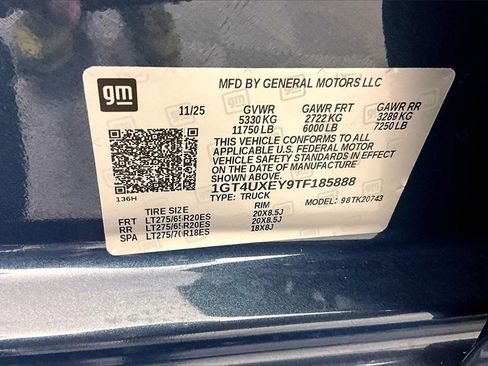 gm
MFD BY GENERAL MOTORS LLC
11/25 GVWR GAWR FRT GAWR RR
5330 KG 2722 KG 3289 KG
11750 LB 6000 LB 7250 LB
THIS VEHICLE CONFORMS TO ALL
APPLICABLE U.S. FEDERAL MOTOR
VEHICLE SAFETY STANDARDS IN EFFECT
ON THE DATE OF MANUFACTURE
SHOWN ABOVE.
136H 1GT4UXEY9TF185888
TYPE: TRUCK MODEL: 98TK20743
TIRE SIZE RIM
FRT LT275/65R20ES 20X8.5J
RR LT275/65R20ES 20X8.5J
SPA LT275/70R18ES 18X8J